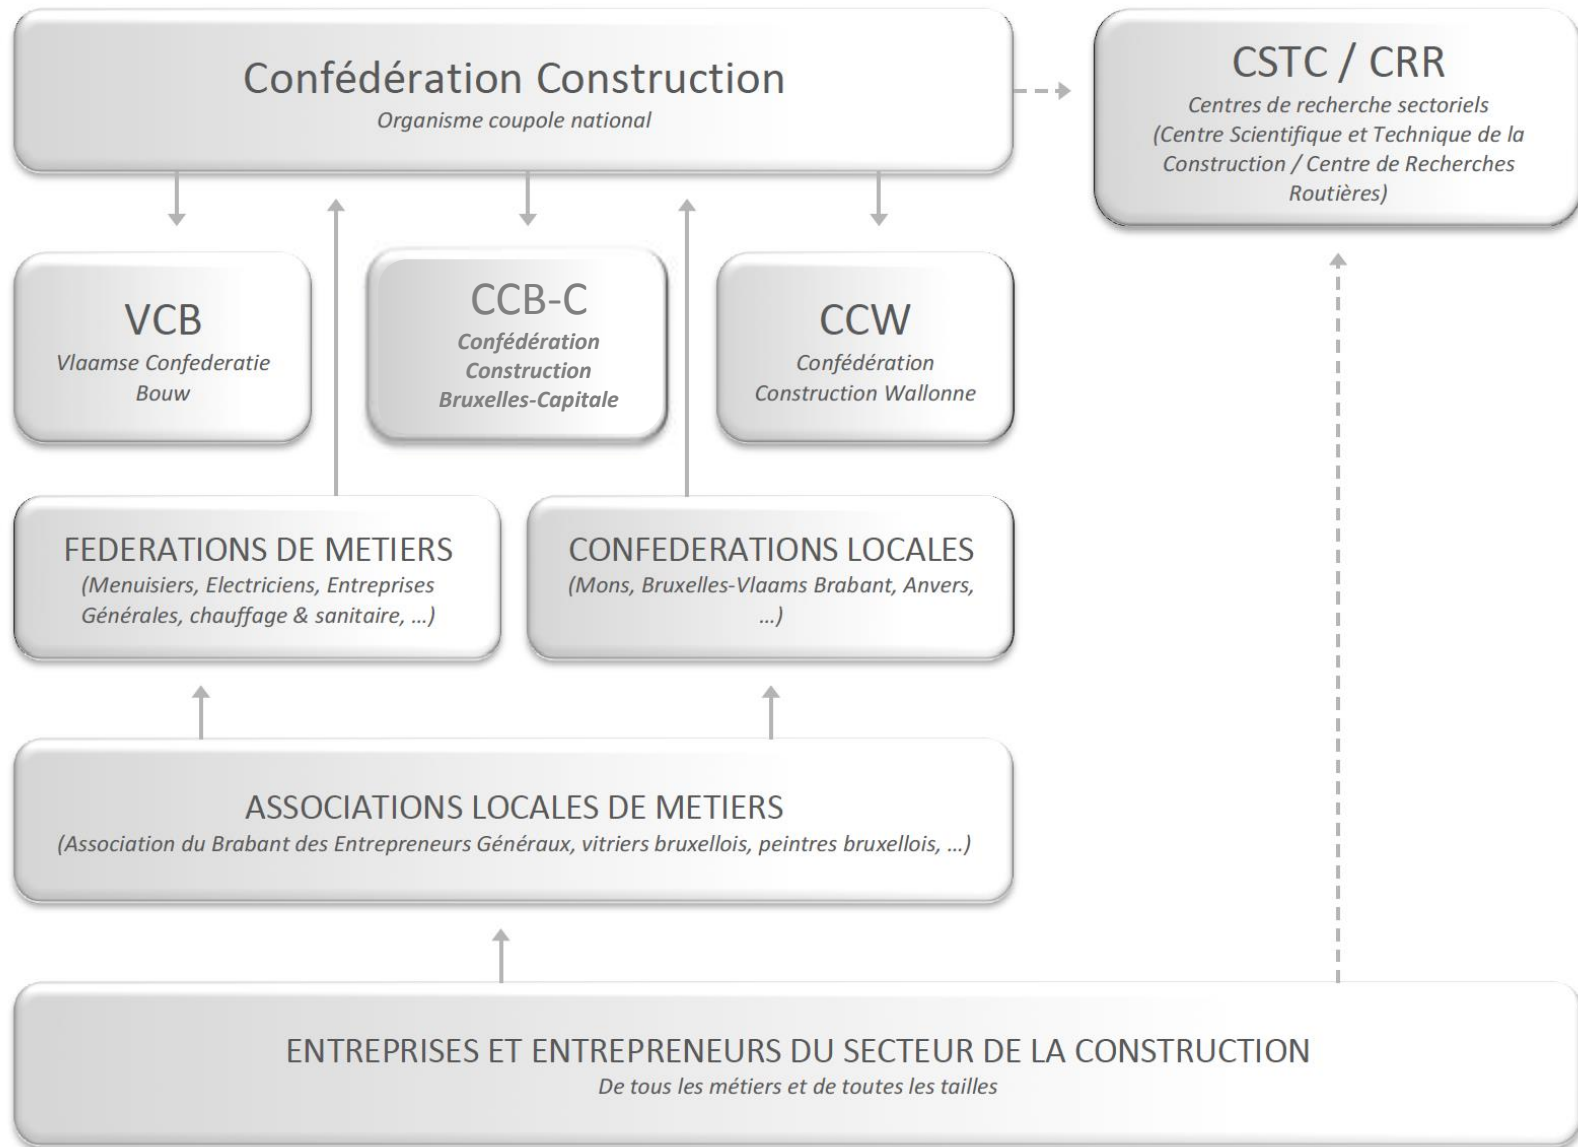 Confédération Construction
Organisme coupole national
CSTC / CRR
Centres de recherche sectoriels
(Centre Scientifique et Technique de la
Construction / Centre de Recherches
Routières)
VCB
Vlaamse Confederatie
Bouw
CCB-C
Confédération
Construction
Bruxelles-Capitale
CCW
Confédération
Construction Wallonne
FEDERATIONS DE METIERS
(Menuisiers, Electriciens, Entreprises
Générales, chauffage & sanitaire, ...)
CONFEDERATIONS LOCALES
(Mons, Bruxelles-Vlaams Brabant, Anvers,
...)
ASSOCIATIONS LOCALES DE METIERS
(Association du Brabant des Entrepreneurs Généraux, vitriers bruxellois, peintres bruxellois, ...)
ENTREPRISES ET ENTREPRENEURS DU SECTEUR DE LA CONSTRUCTION
De tous les métiers et de toutes les tailles